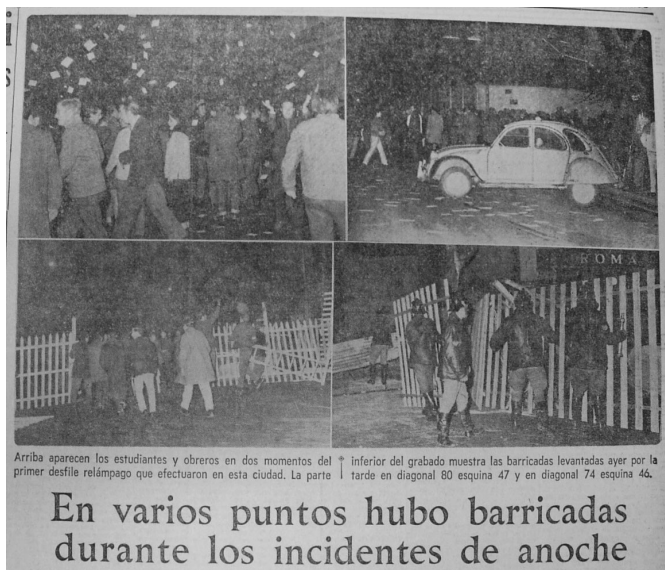 ROMA
Arriba aparecen los estudiantes y obreros en dos momentos del
primer desfile relámpago que efectuaron en esta ciudad. La parte
inferior del grabado muestra las barricadas levantadas ayer por la
tarde en diagonal 80 esquina 47 y en diagonal 74 esquina 46.
En varios puntos hubo barricadas
durante los incidentes de anoche